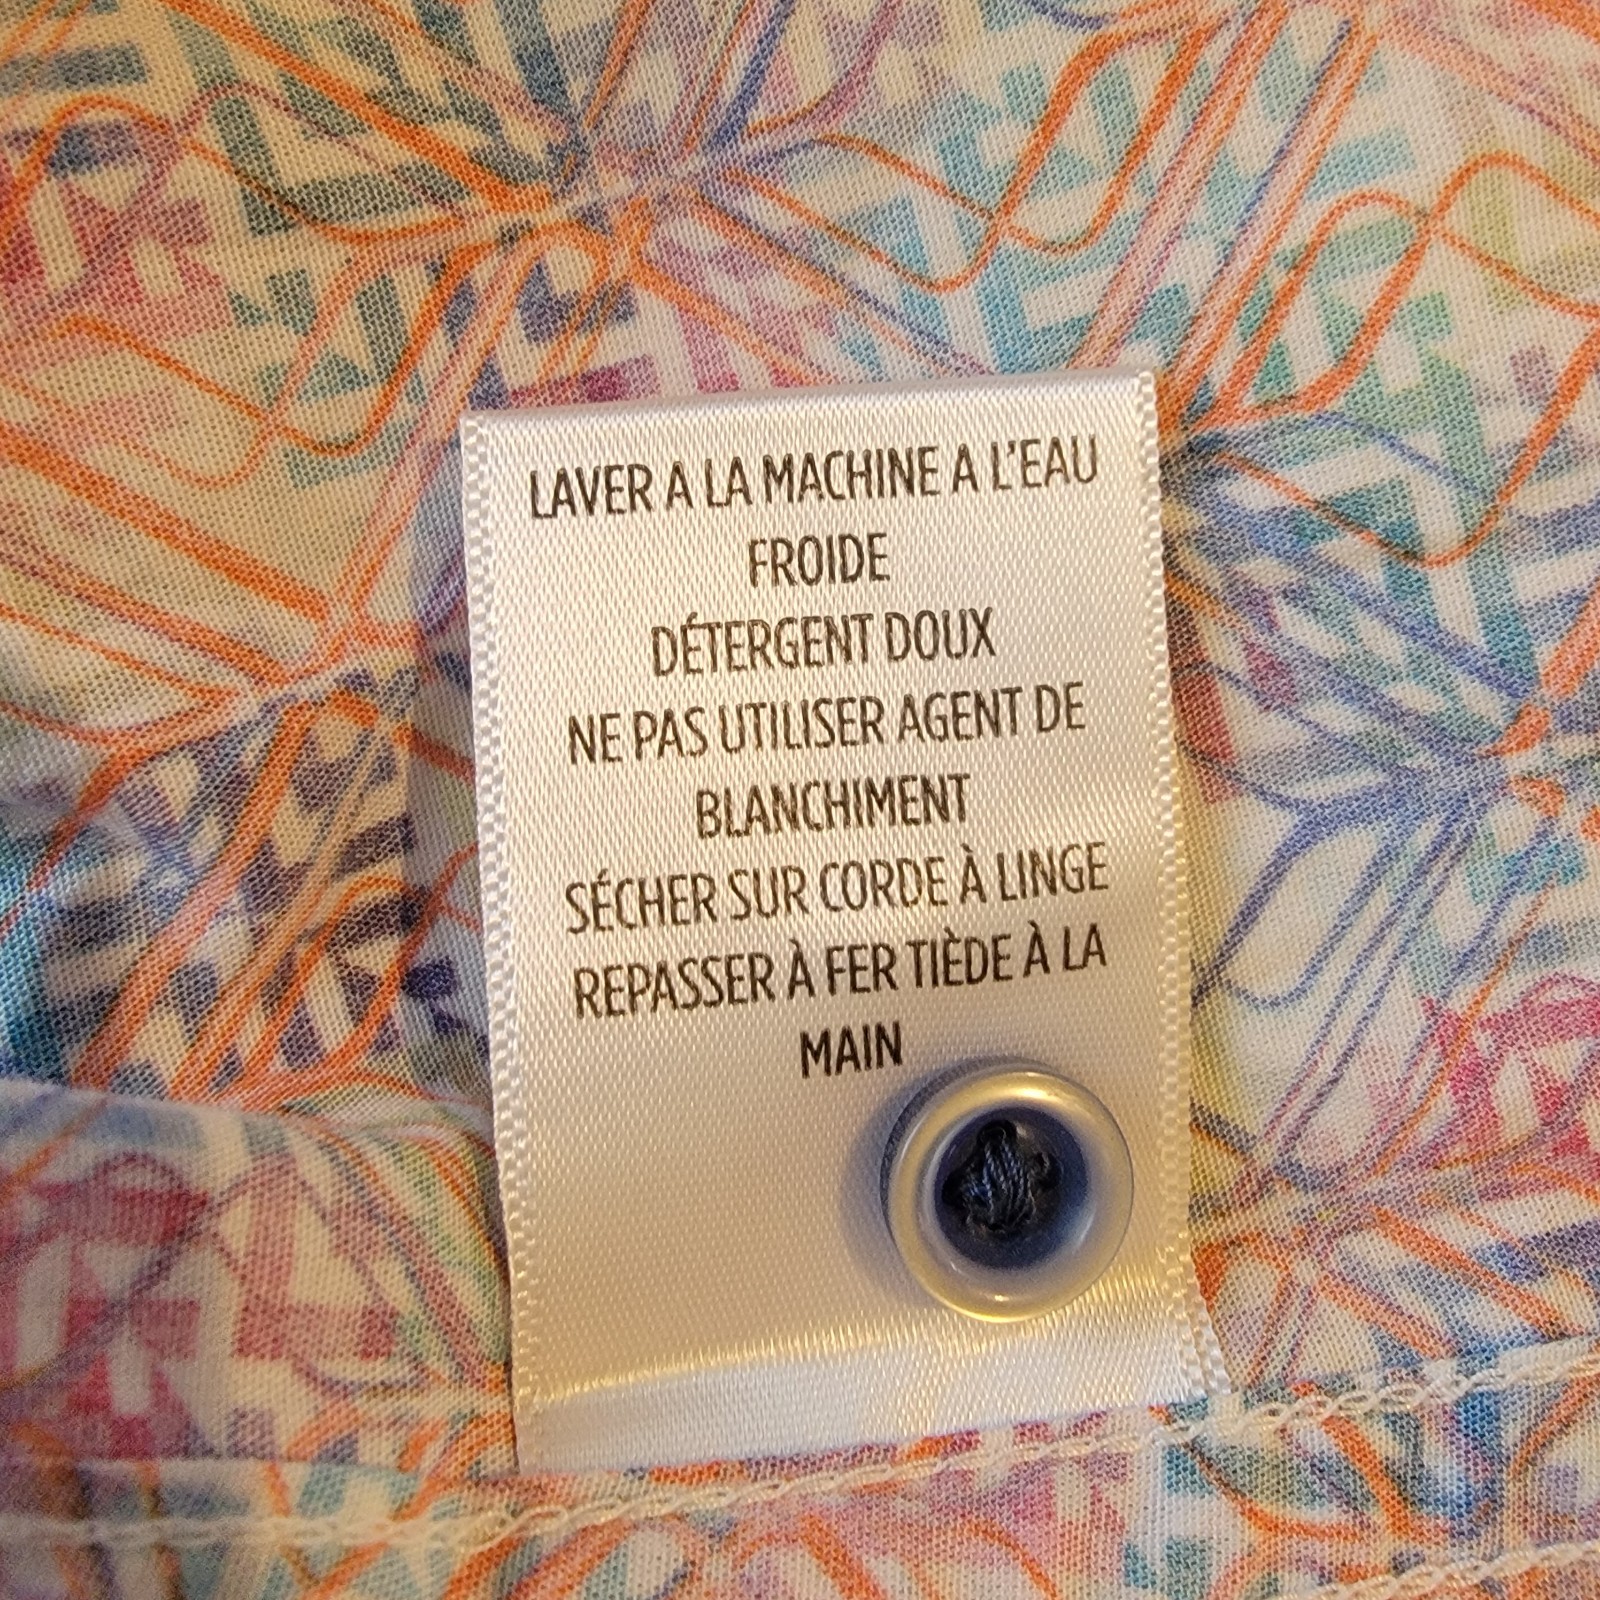 LAVER A LA MACHINE A L'EAU
FROIDE
DÉTERGENT DOUX
NE PAS UTILISER AGENT DE
BLANCHIMENT
SÉCHER SUR CORDE À LINGE
REPASSER À FER TIÈDE À LA
MAIN